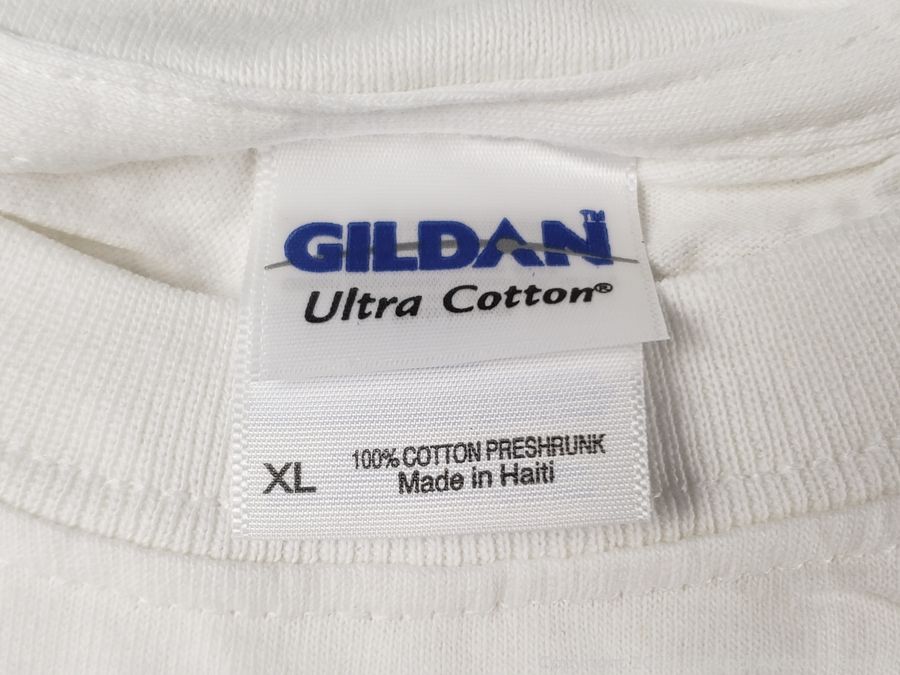 GILDAN™
Ultra Cotton®
XL
100% COTTON PRESHRUNK
Made in Haiti